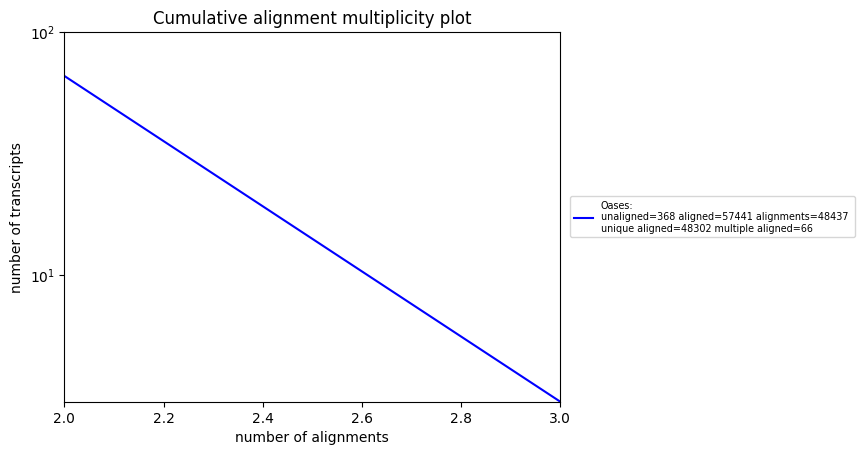 Cumulative alignment multiplicity plot
10²
10¹
number of transcripts
2.0 2.2 2.4 2.6 2.8 3.0
number of alignments
Oases:
unaligned=368 aligned=57441 alignments=48437
unique aligned=48302 multiple aligned=66